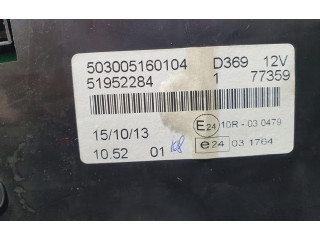 503005160104 D369 12V
51952284 1 77359
15/10/13 E24 10R-03 0479
10.52 01 108 e24 03 1764